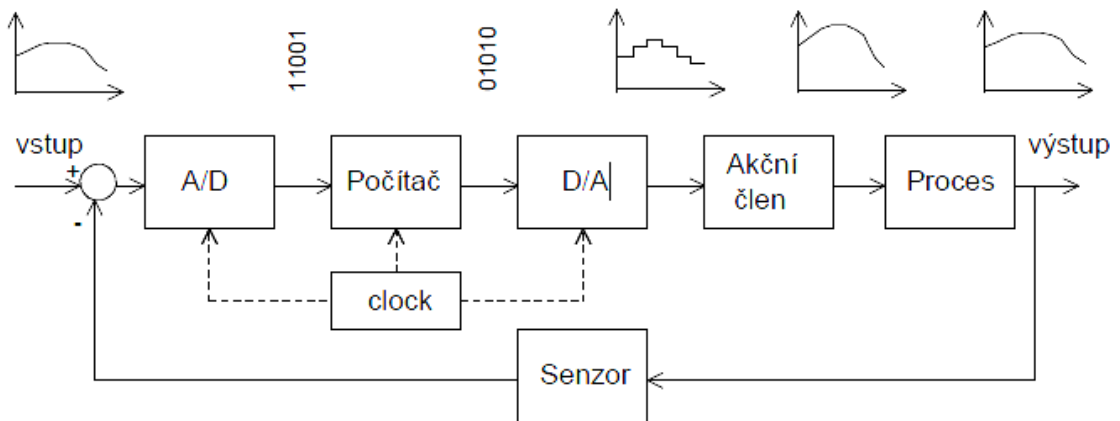 11001
01010
vstup
výstup
+
-
A/D
Počítač
D/A
Akční
člen
Proces
clock
Senzor